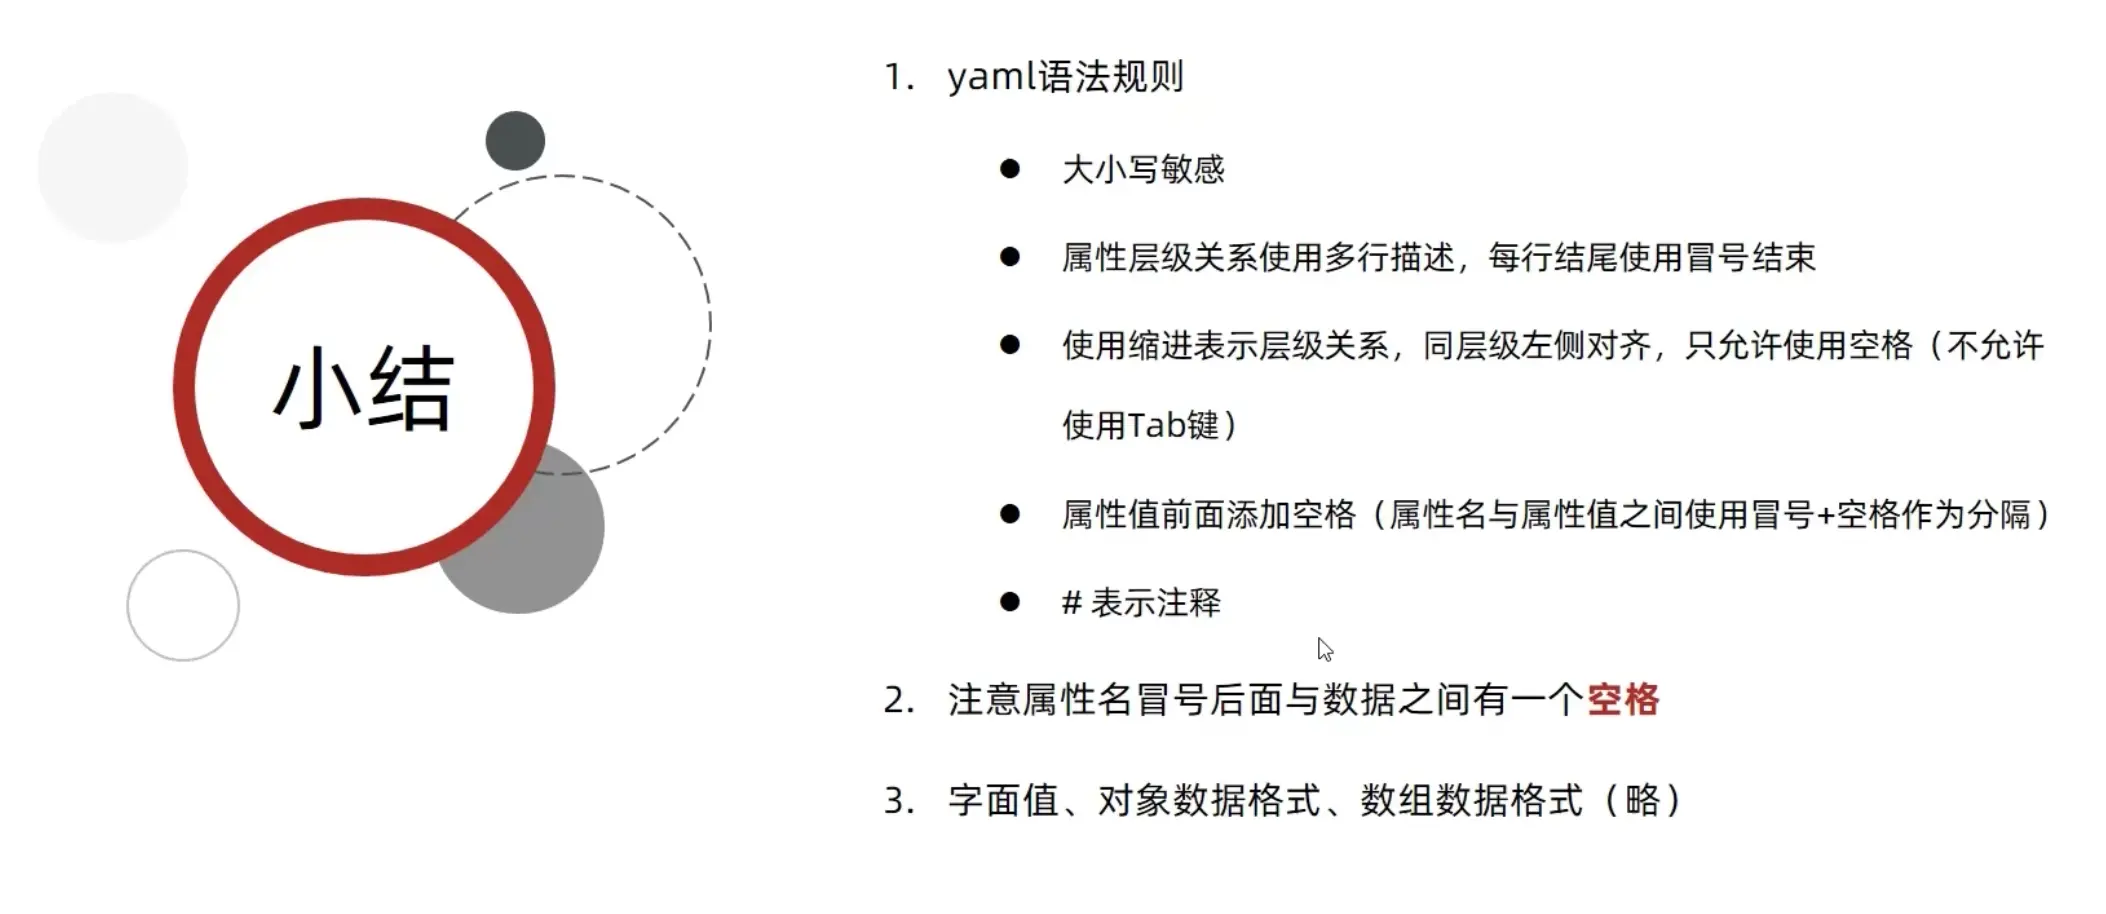 小结
1. yaml语法规则
● 大小写敏感
● 属性层级关系使用多行描述，每行结尾使用冒号结束
● 使用缩进表示层级关系，同层级左侧对齐，只允许使用空格（不允许
使用Tab键）
● 属性值前面添加空格（属性名与属性值之间使用冒号+空格作为分隔）
● # 表示注释
2. 注意属性名冒号后面与数据之间有一个空格
3. 字面值、对象数据格式、数组数据格式（略）